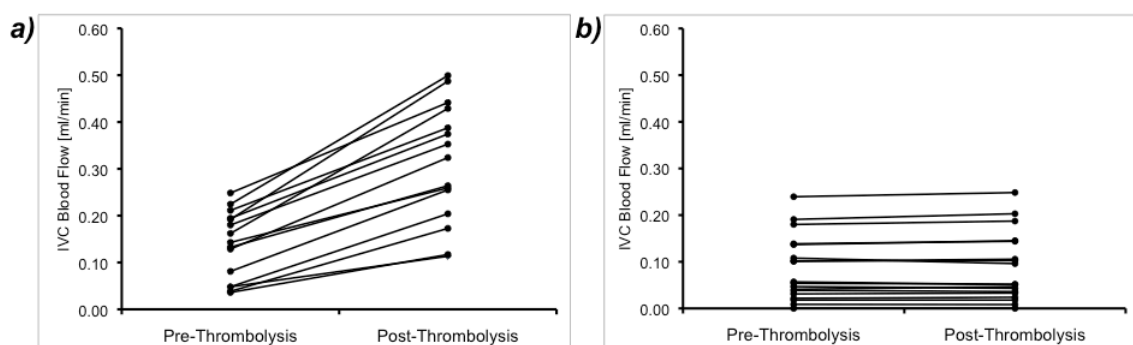 a)
IVC Blood Flow [ml/min]
0.60
0.50
0.40
0.30
0.20
0.10
0.00
Pre-Thrombolysis
Post-Thrombolysis
b)
IVC Blood Flow [ml/min]
0.60
0.50
0.40
0.30
0.20
0.10
0.00
Pre-Thrombolysis
Post-Thrombolysis